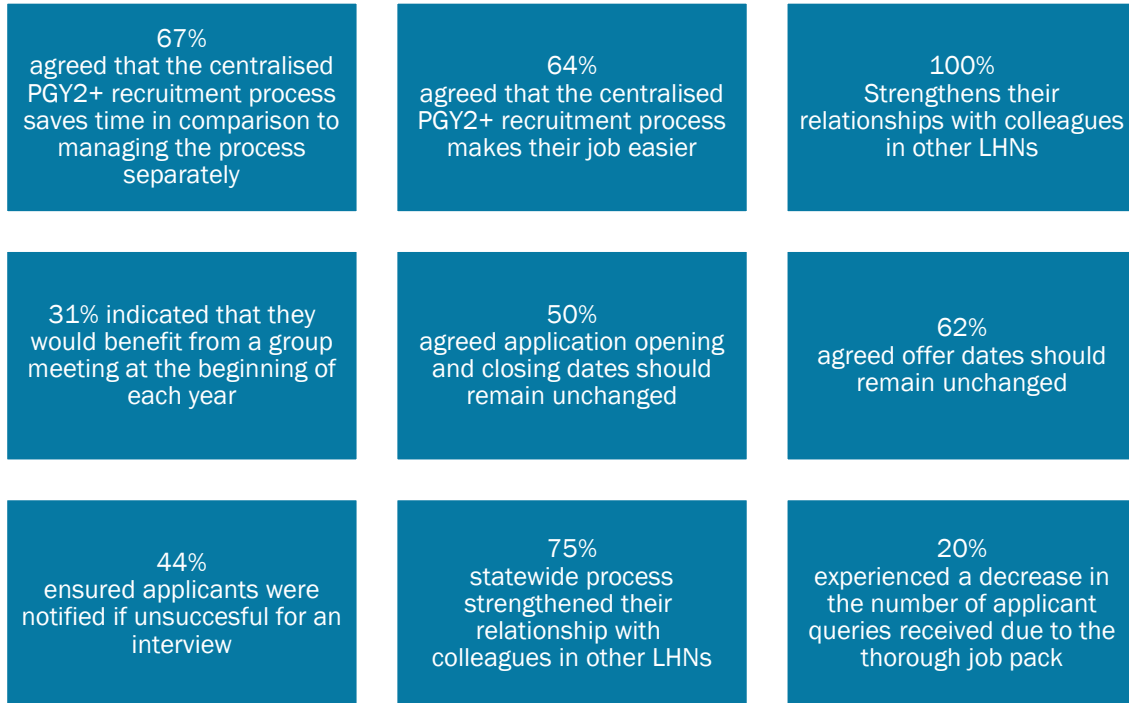 67%
agreed that the centralised
PGY2+ recruitment process
saves time in comparison to
managing the process
separately
64%
agreed that the centralised
PGY2+ recruitment process
makes their job easier
100%
Strengthens their
relationships with colleagues
in other LHNs
31% indicated that they
would benefit from a group
meeting at the beginning of
each year
50%
agreed application opening
and closing dates should
remain unchanged
62%
agreed offer dates should
remain unchanged
44%
ensured applicants were
notified if unsuccesful for an
interview
75%
statewide process
strengthened their
relationship with
colleagues in other LHNs
20%
experienced a decrease in
the number of applicant
queries received due to the
thorough job pack